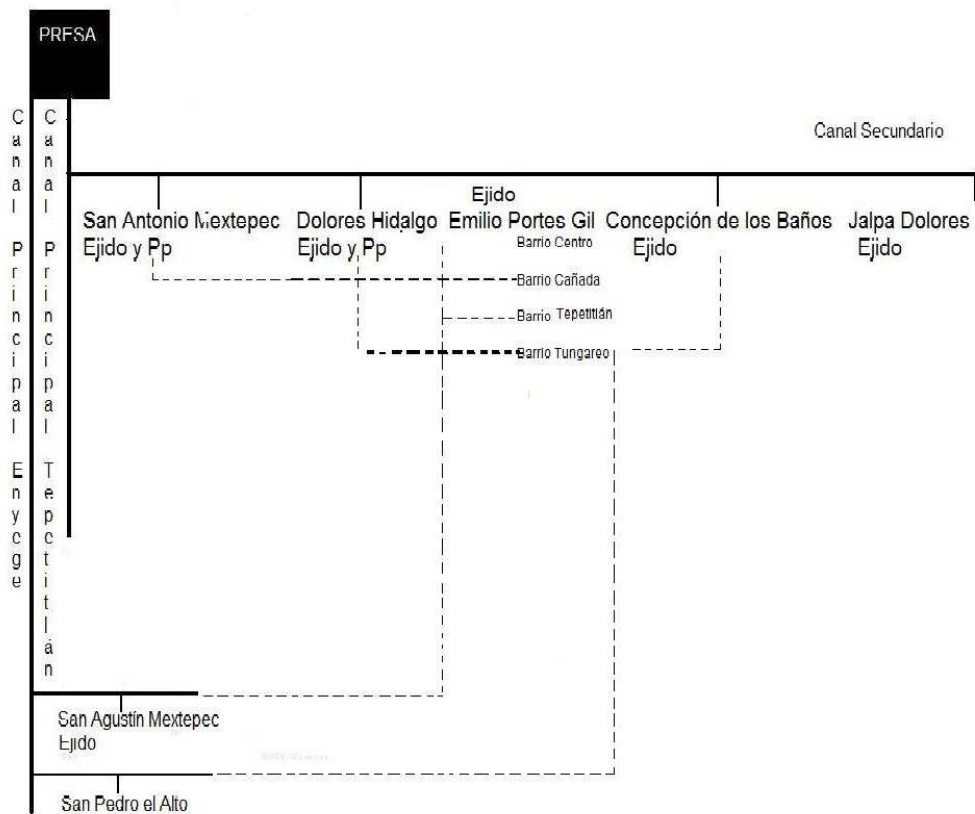 PRESA
Canal Principal Enycge
Canal Principal Tepctitlán
Canal Secundario
Ejido
San Antonio Mextepec
Ejido y Pp
Dolores Hidalgo
Ejido y Pp
Emilio Portes Gil
Barrio Centro
Barrio Cañada
Barrio Tepetitlán
Barrio Tungareo
Concepción de los Baños
Ejido
Jalpa Dolores
Ejido
San Agustín Mextepec
Ejido
San Pedro el Alto